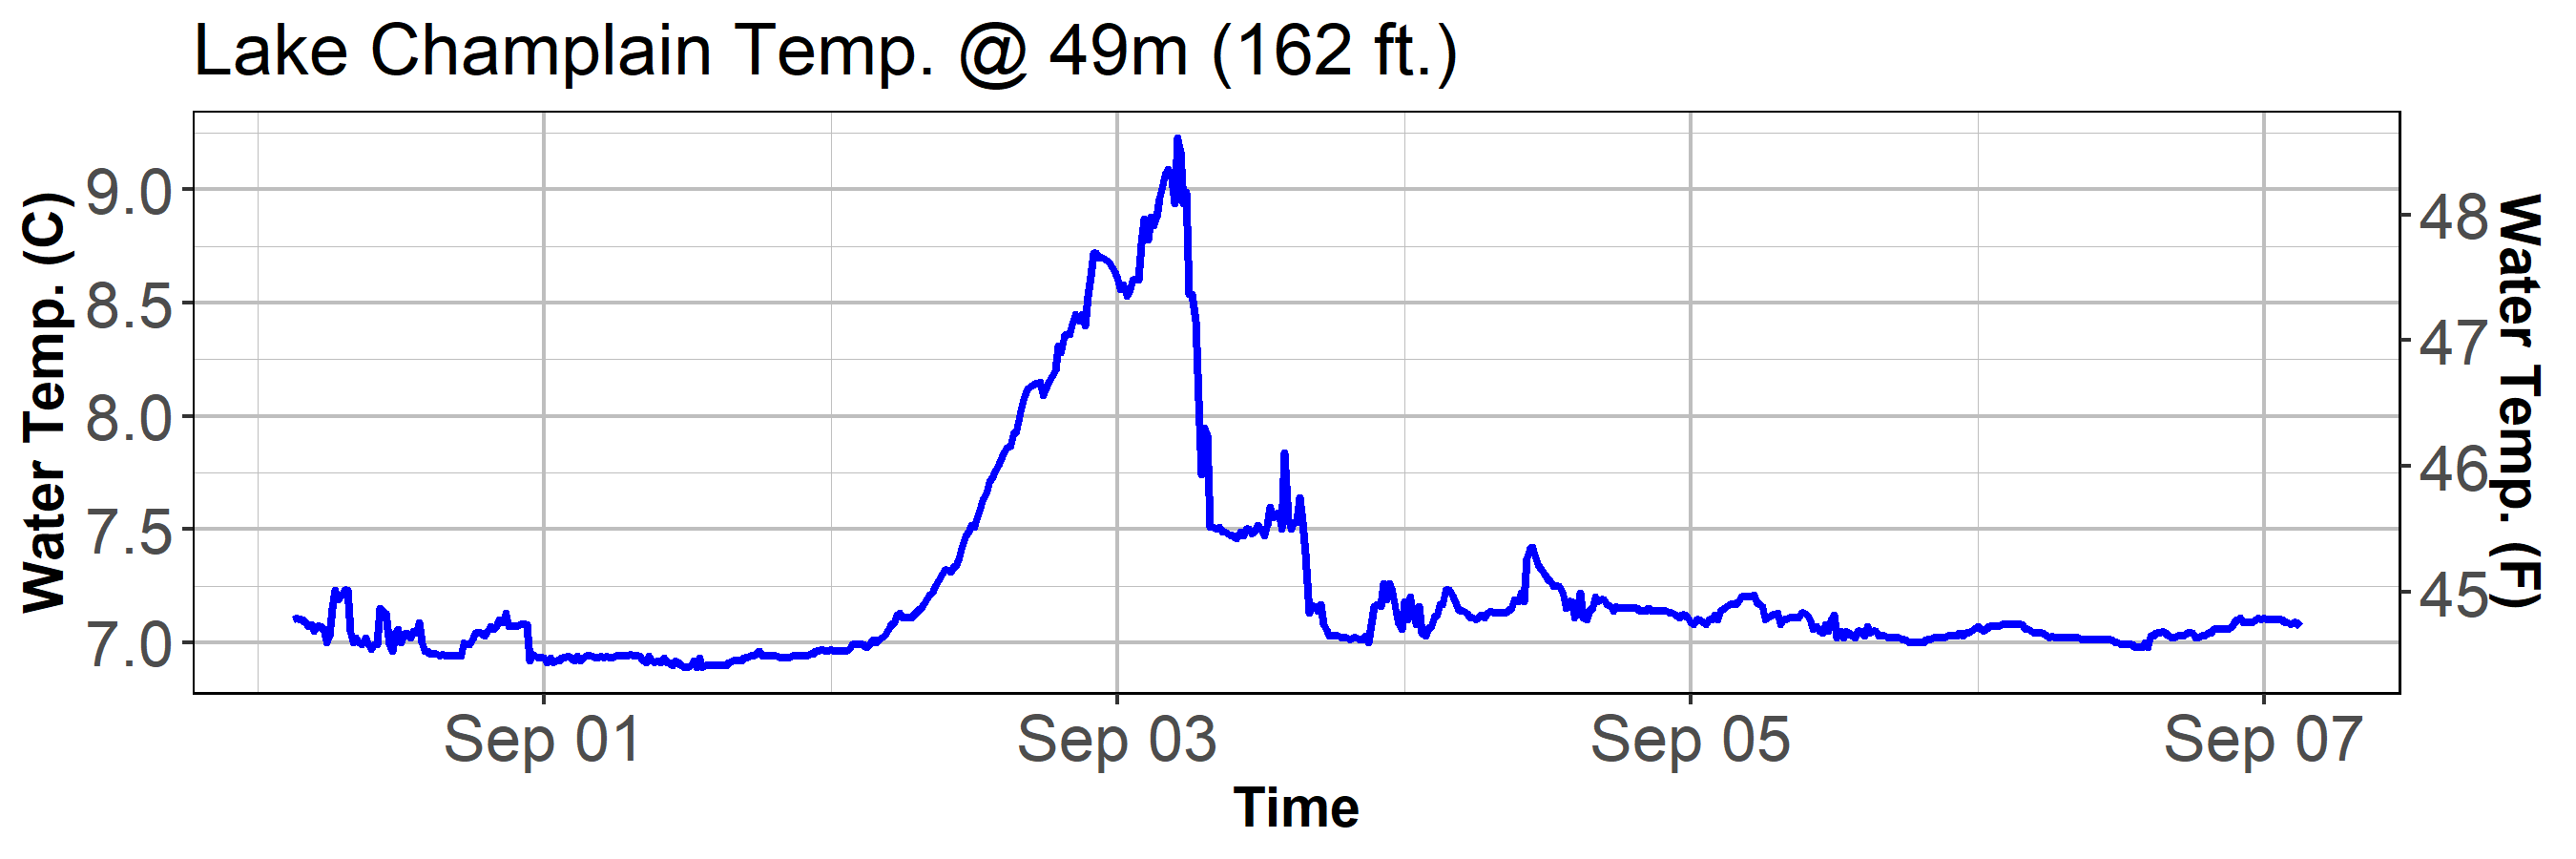 Lake Champlain Temp. @ 49m (162 ft.)
Water Temp. (C)
9.0
8.5
8.0
7.5
7.0
48
47
46
45
Water Temp. (F)
Sep 01 Sep 03 Sep 05 Sep 07
Time